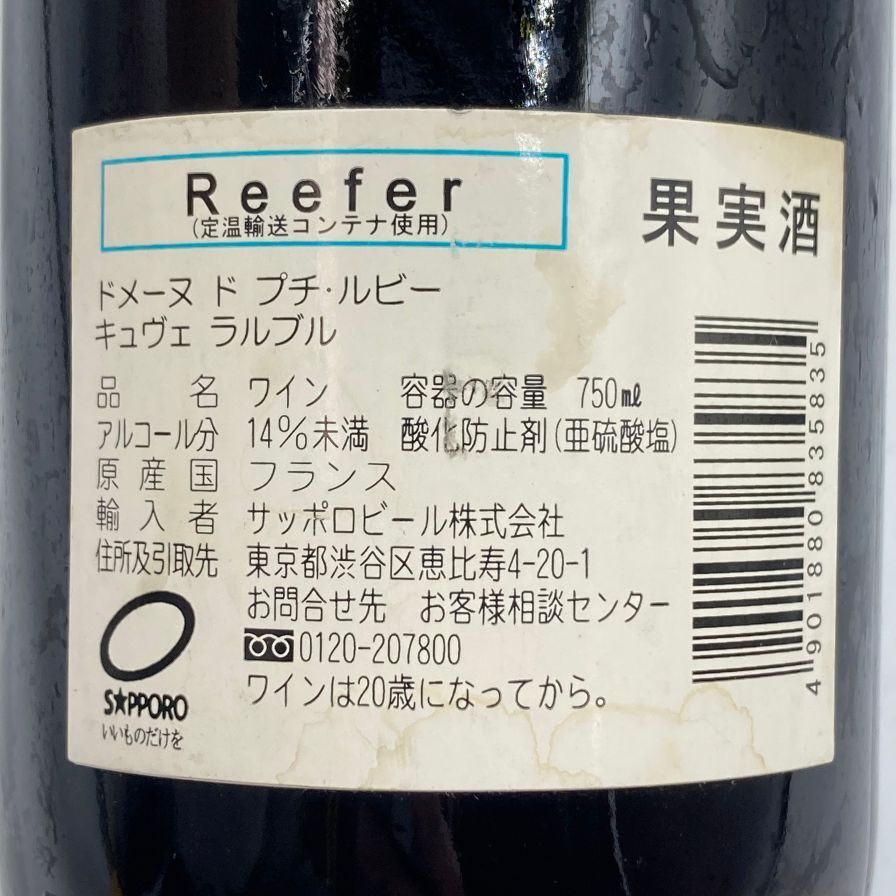 Reefer
(定温輸送コンテナ使用)
果実酒
ドメーヌ ド プチ・ルビー
キュヴェ ラルブル
品名 ワイン 容器の容量 750㎖
アルコール分 14%未満 酸化防止剤(亜硫酸塩)
原産国 フランス
輸入者 サッポロビール株式会社
住所及引取先 東京都渋谷区恵比寿4-20-1
お問合せ先 お客様相談センター
0120-207800
ワインは20歳になってから。
S★PPORO
いいものだけを
4901880835835